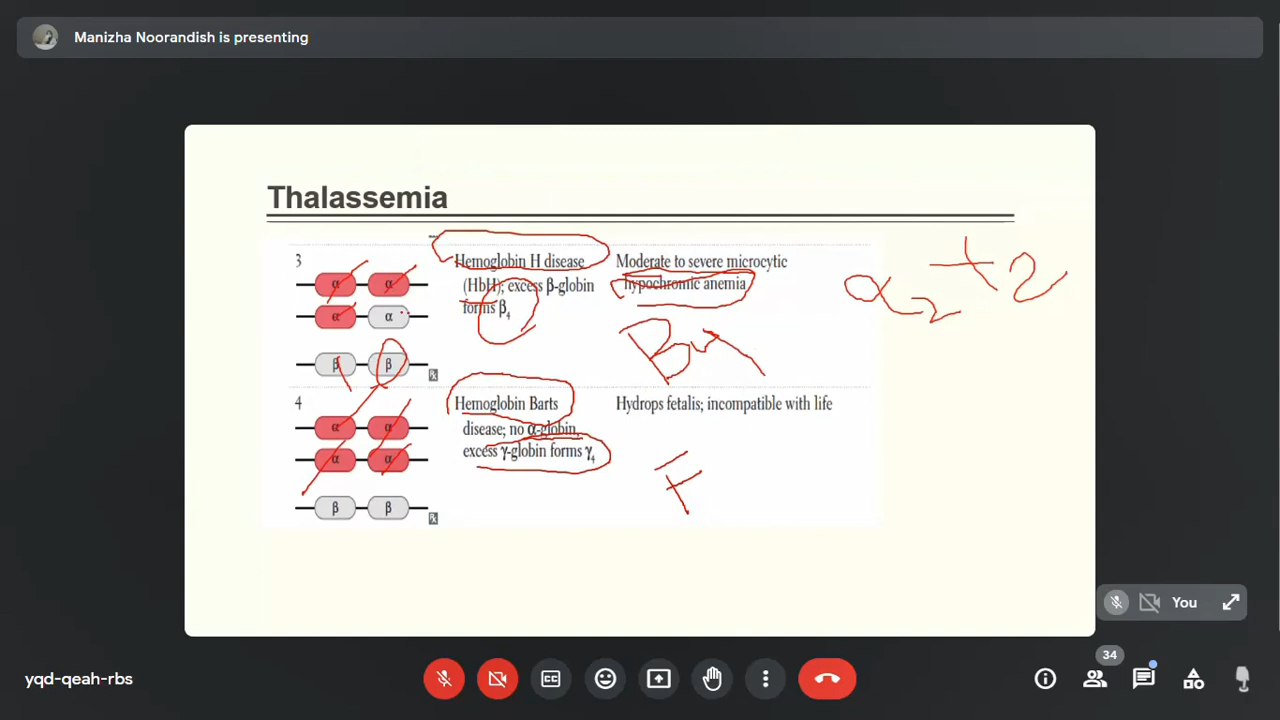 Manizha Noorandish is presenting
Thalassemia
3
α α
α α
β β
Hemoglobin H disease
(HbH); excess β-globin
forms β4
Moderate to severe microcytic
hypochromic anemia
α2
4
α α
α α
β β
Hemoglobin Barts
disease; no α-globin,
excess γ-globin forms γ4
Hydrops fetalis; incompatible with life
F
You
34
yqd-qeah-rbs